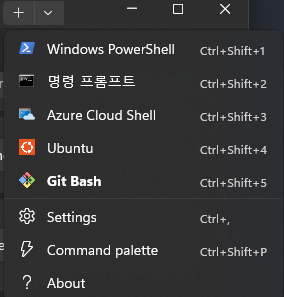 Windows PowerShell Ctrl+Shift+1
명령 프롬프트 Ctrl+Shift+2
Azure Cloud Shell Ctrl+Shift+3
Ubuntu Ctrl+Shift+4
Git Bash Ctrl+Shift+5
Settings Ctrl+,
Command palette Ctrl+Shift+P
About